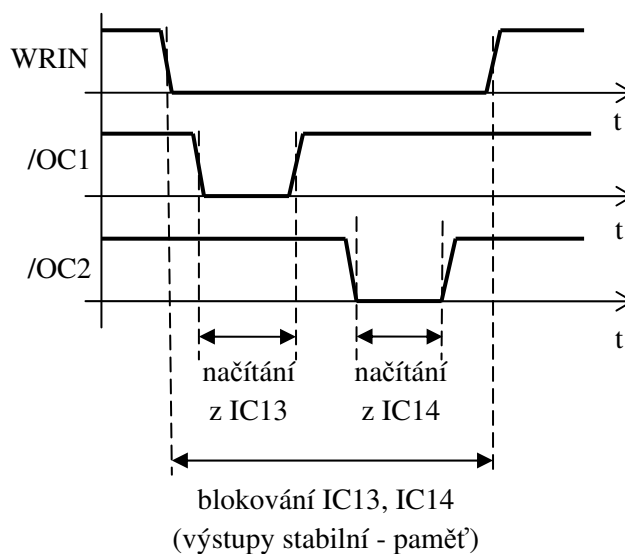 WRIN
t
/OC1
t
/OC2
t
načítání
z IC13
načítání
z IC14
blokování IC13, IC14
(výstupy stabilní - paměť)